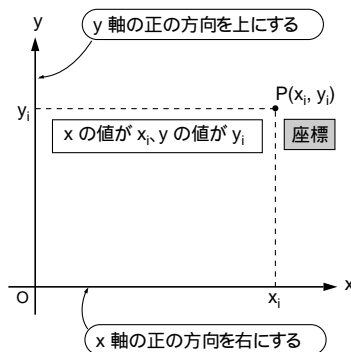 y
y 軸の正の方向を上にする
yᵢ
P(xᵢ, yᵢ)
x の値が xᵢ、y の値が yᵢ
座標
O
xᵢ
x
x 軸の正の方向を右にする